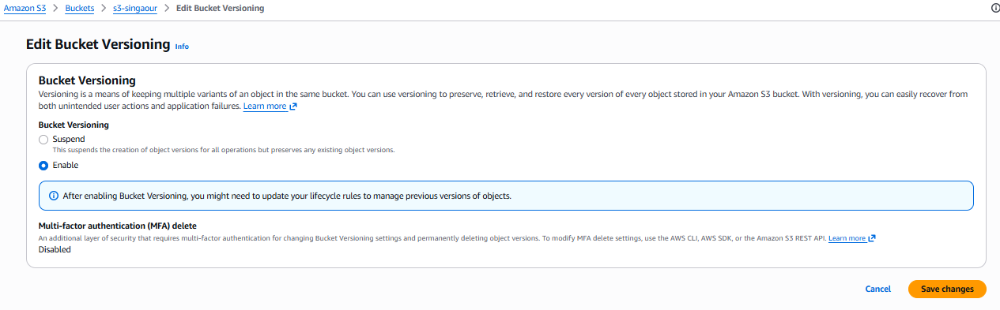 Amazon S3 > Buckets > s3-singaour > Edit Bucket Versioning
Edit Bucket Versioning Info
Bucket Versioning
Versioning is a means of keeping multiple variants of an object in the same bucket. You can use versioning to preserve, retrieve, and restore every version of every object stored in your Amazon S3 bucket. With versioning, you can easily recover from
both unintended user actions and application failures. Learn more
Bucket Versioning
Suspend
This suspends the creation of object versions for all operations but preserves any existing object versions.
Enable
After enabling Bucket Versioning, you might need to update your lifecycle rules to manage previous versions of objects.
Multi-factor authentication (MFA) delete
An additional layer of security that requires multi-factor authentication for changing Bucket Versioning settings and permanently deleting object versions. To modify MFA delete settings, use the AWS CLI, AWS SDK, or the Amazon S3 REST API. Learn more
Disabled
Cancel Save changes